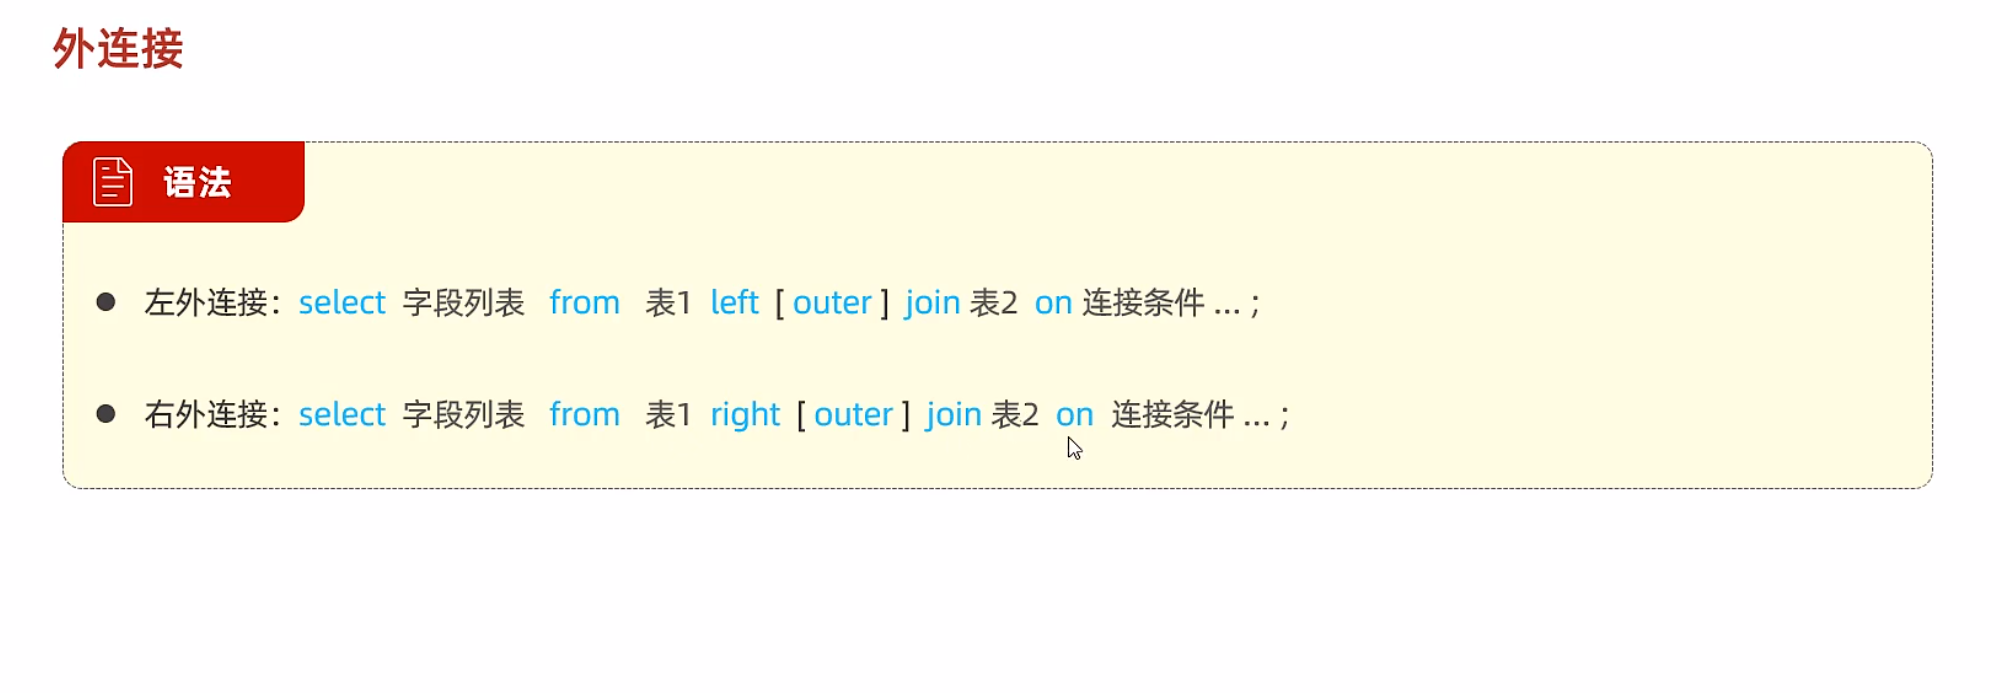 外连接
语法
左外连接：select 字段列表 from 表1 left [ outer ] join 表2 on 连接条件 ... ;
右外连接：select 字段列表 from 表1 right [ outer ] join 表2 on 连接条件 ... ;